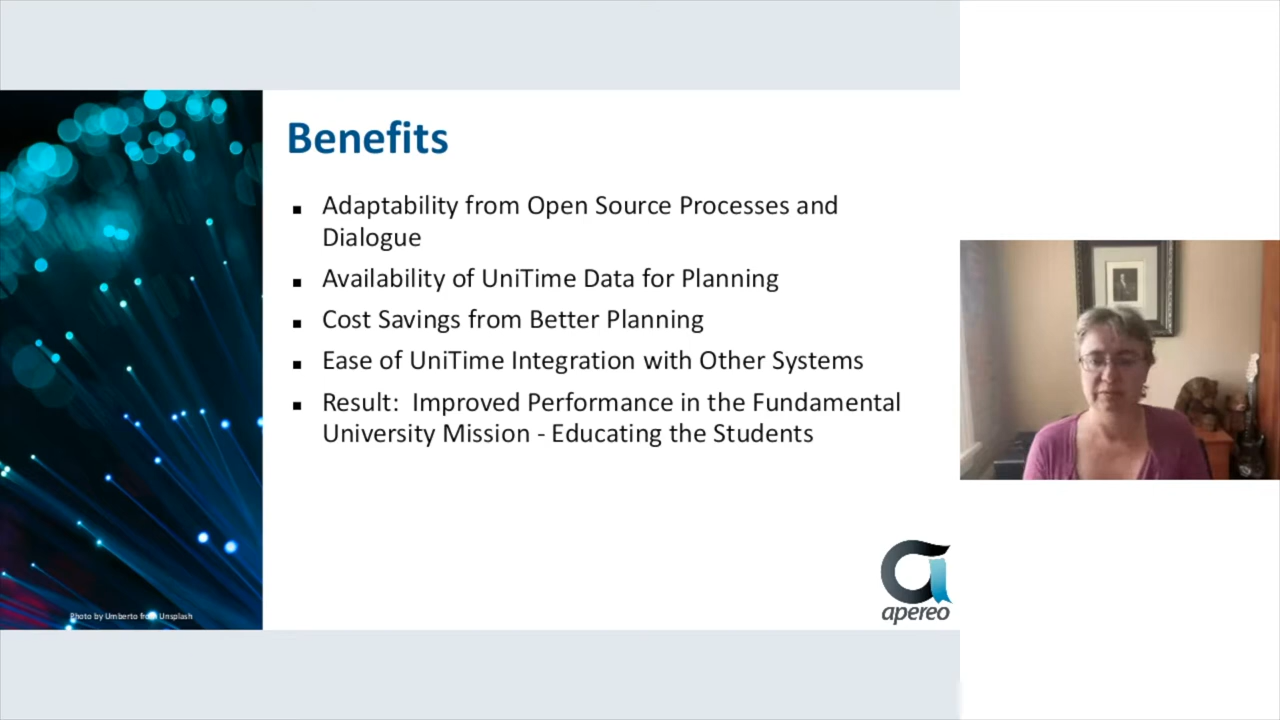 Benefits
▪ Adaptability from Open Source Processes and
Dialogue
▪ Availability of UniTime Data for Planning
▪ Cost Savings from Better Planning
▪ Ease of UniTime Integration with Other Systems
▪ Result:  Improved Performance in the Fundamental
University Mission - Educating the Students
apereo
Photo by Umberto from Unsplash